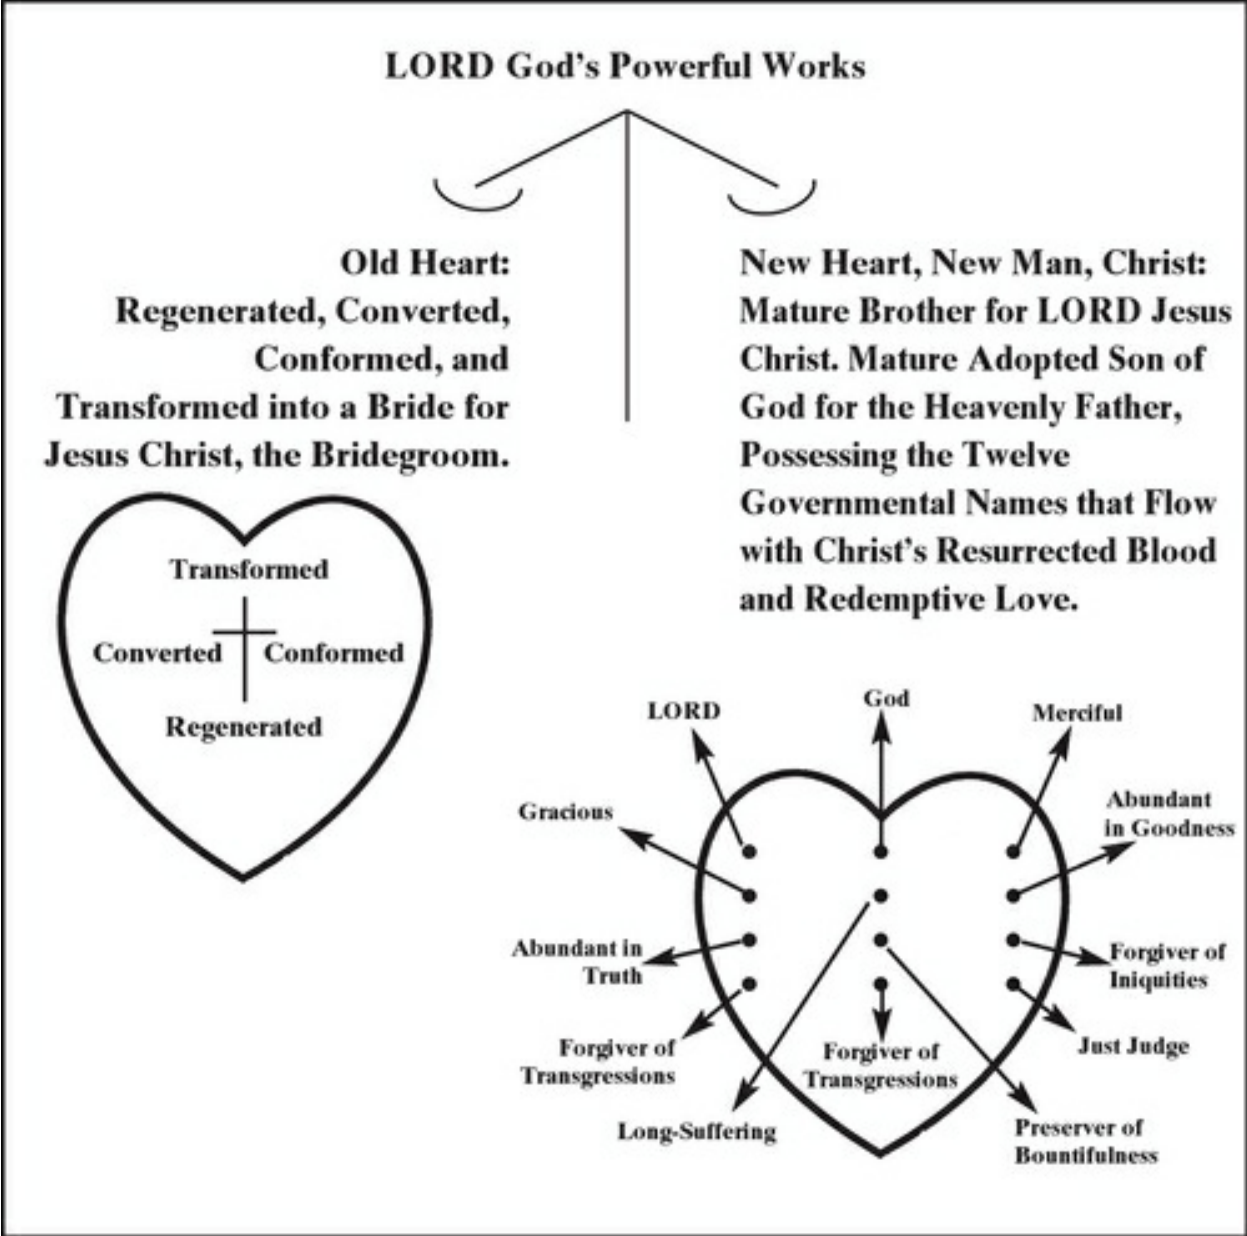 LORD God's Powerful Works
Old Heart:
Regenerated, Converted,
Conformed, and
Transformed into a Bride for
Jesus Christ, the Bridegroom.
New Heart, New Man, Christ:
Mature Brother for LORD Jesus
Christ. Mature Adopted Son of
God for the Heavenly Father,
Possessing the Twelve
Governmental Names that Flow
with Christ's Resurrected Blood
and Redemptive Love.
Transformed
Converted
Conformed
Regenerated
LORD
God
Merciful
Gracious
Abundant
in Goodness
Abundant in
Truth
Forgiver of
Iniquities
Forgiver of
Transgressions
Forgiver of
Transgressions
Just Judge
Long-Suffering
Preserver of
Bountifulness